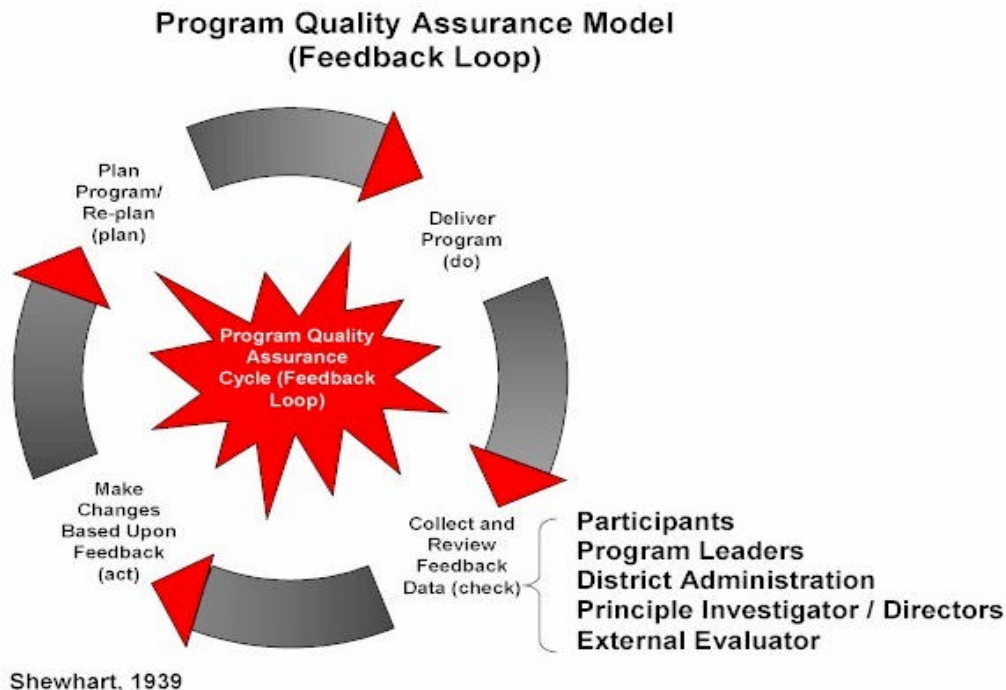 Program Quality Assurance Model
(Feedback Loop)
Plan
Program/
Re-plan
(plan)
Deliver
Program
(do)
Program Quality
Assurance
Cycle (Feedback
Loop)
Make
Changes
Based Upon
Feedback
(act)
Collect and
Review
Feedback
Data (check)
Participants
Program Leaders
District Administration
Principle Investigator / Directors
External Evaluator
Shewhart, 1939